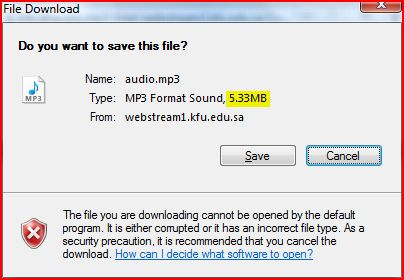 File Download
Do you want to save this file?
MP3
Name: audio.mp3
Type: MP3 Format Sound, 5.33MB
From: webstream1.kfu.edu.sa
Save Cancel
The file you are downloading cannot be opened by the default
program. It is either corrupted or it has an incorrect file type. As a
security precaution, it is recommended that you cancel the
download. How can I decide what software to open?